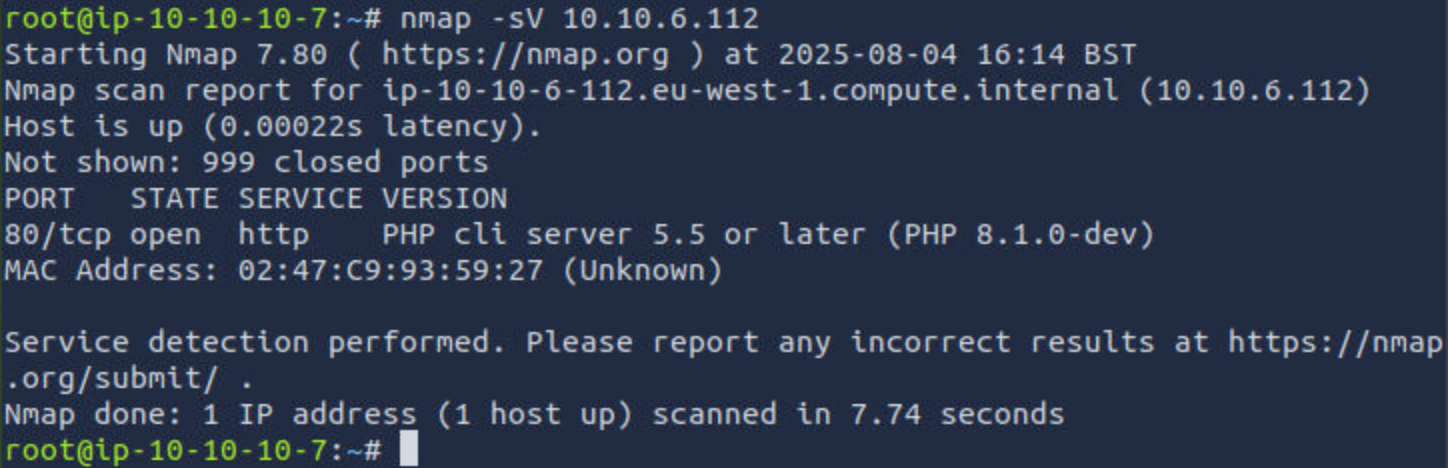 root@ip-10-10-10-7:~# nmap -sV 10.10.6.112
Starting Nmap 7.80 ( https://nmap.org ) at 2025-08-04 16:14 BST
Nmap scan report for ip-10-10-6-112.eu-west-1.compute.internal (10.10.6.112)
Host is up (0.00022s latency).
Not shown: 999 closed ports
PORT   STATE SERVICE VERSION
80/tcp open  http    PHP cli server 5.5 or later (PHP 8.1.0-dev)
MAC Address: 02:47:C9:93:59:27 (Unknown)

Service detection performed. Please report any incorrect results at https://nmap
.org/submit/ .
Nmap done: 1 IP address (1 host up) scanned in 7.74 seconds
root@ip-10-10-10-7:~#